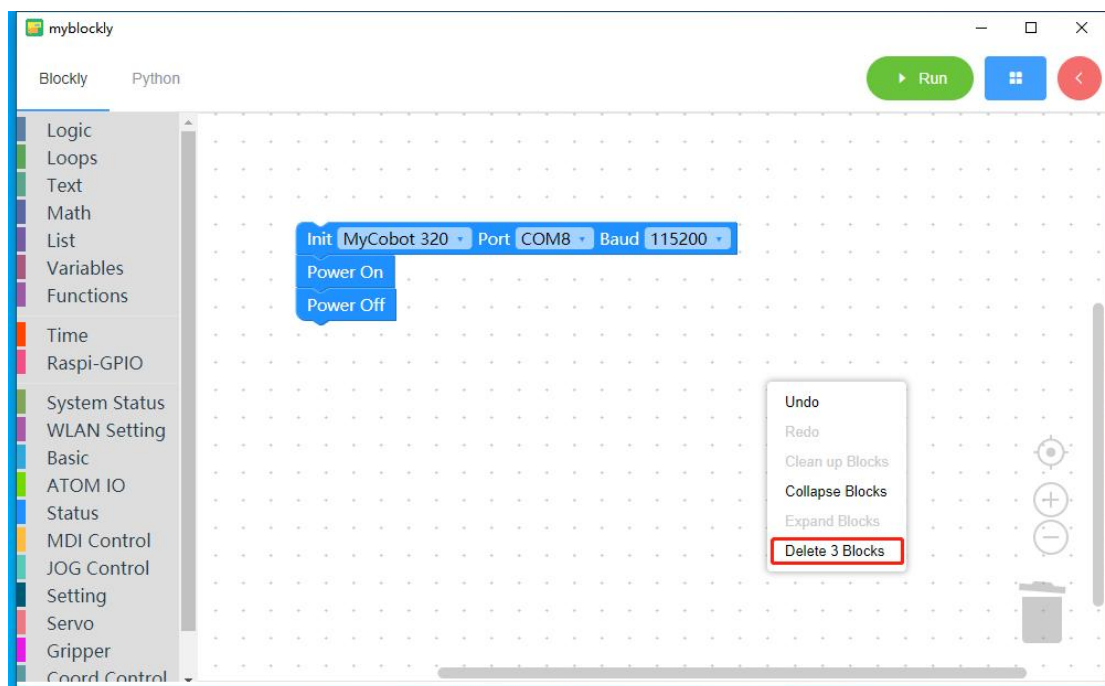 myblockly
Blockly Python
Run
Logic
Loops
Text
Math
List
Variables
Functions
Time
Raspi-GPIO
System Status
WLAN Setting
Basic
ATOM IO
Status
MDI Control
JOG Control
Setting
Servo
Gripper
Coord Control
Init MyCobot 320 Port COM8 Baud 115200
Power On
Power Off
Undo
Redo
Clean up Blocks
Collapse Blocks
Expand Blocks
Delete 3 Blocks